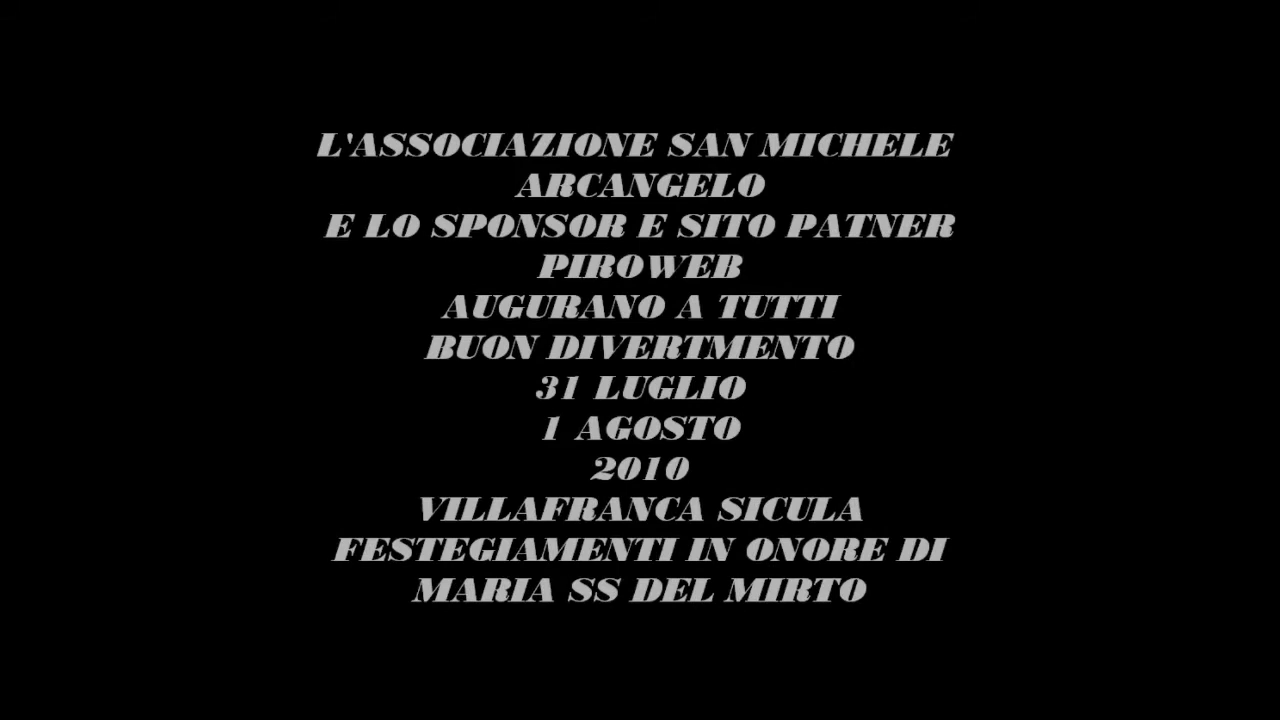 L'ASSOCIAZIONE SAN MICHELE
ARCANGELO
E LO SPONSOR E SITO PATNER
PIROWEB
AUGURANO A TUTTI
BUON DIVERTMENTO
31 LUGLIO
1 AGOSTO
2010
VILLAFRANCA SICULA
FESTEGIAMENTI IN ONORE DI
MARIA SS DEL MIRTO